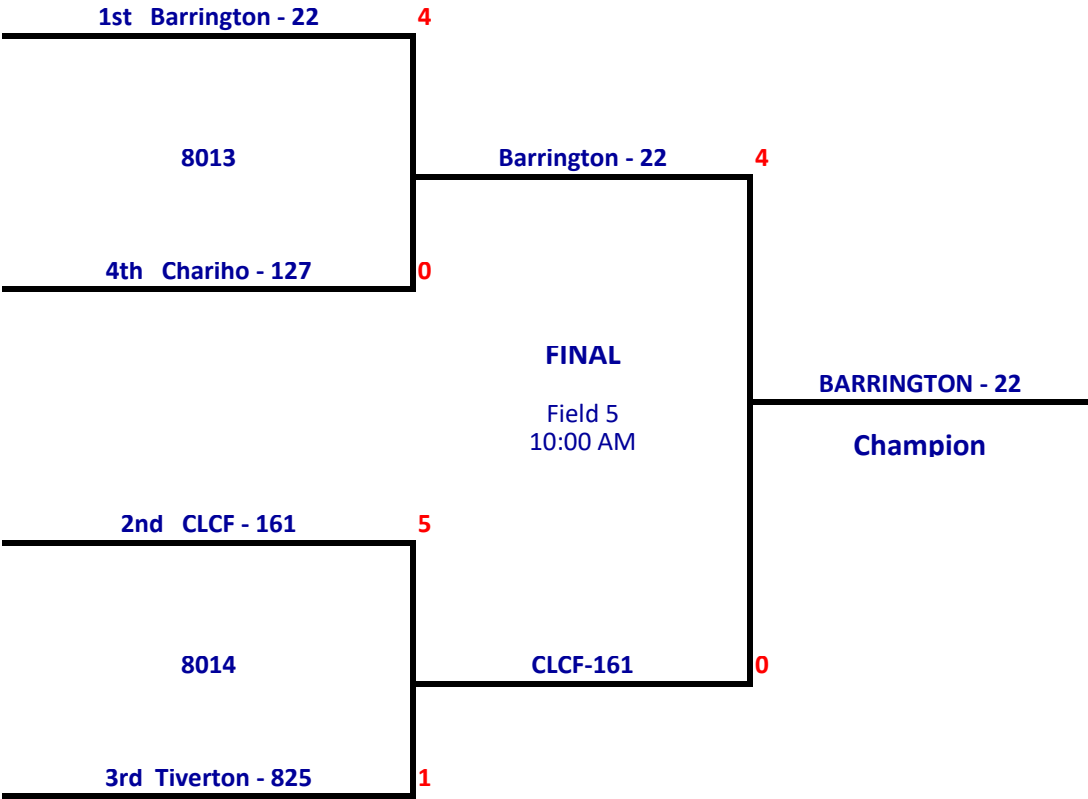 1st Barrington - 22 4
8013
Barrington - 22 4
4th Chariho - 127 0
FINAL
BARRINGTON - 22
Field 5
10:00 AM
Champion
2nd CLCF - 161 5
8014
CLCF-161 0
3rd Tiverton - 825 1